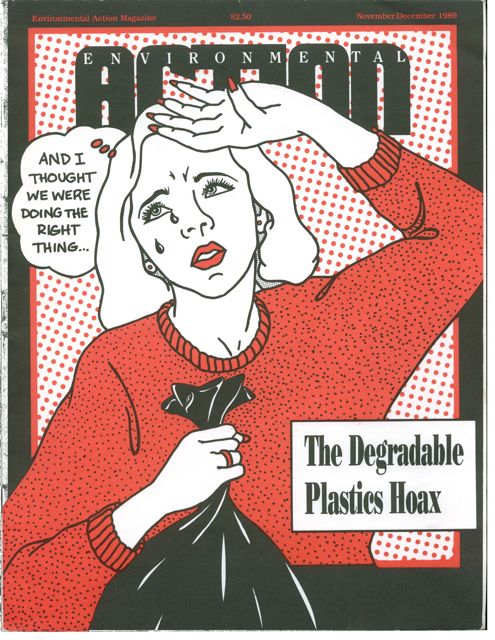 Environmental Action Magazine $2.50 November/December 1989
ENVIRONMENTAL
ACTION
AND I
THOUGHT
WE WERE
DOING THE
RIGHT
THING...
The Degradable
Plastics Hoax